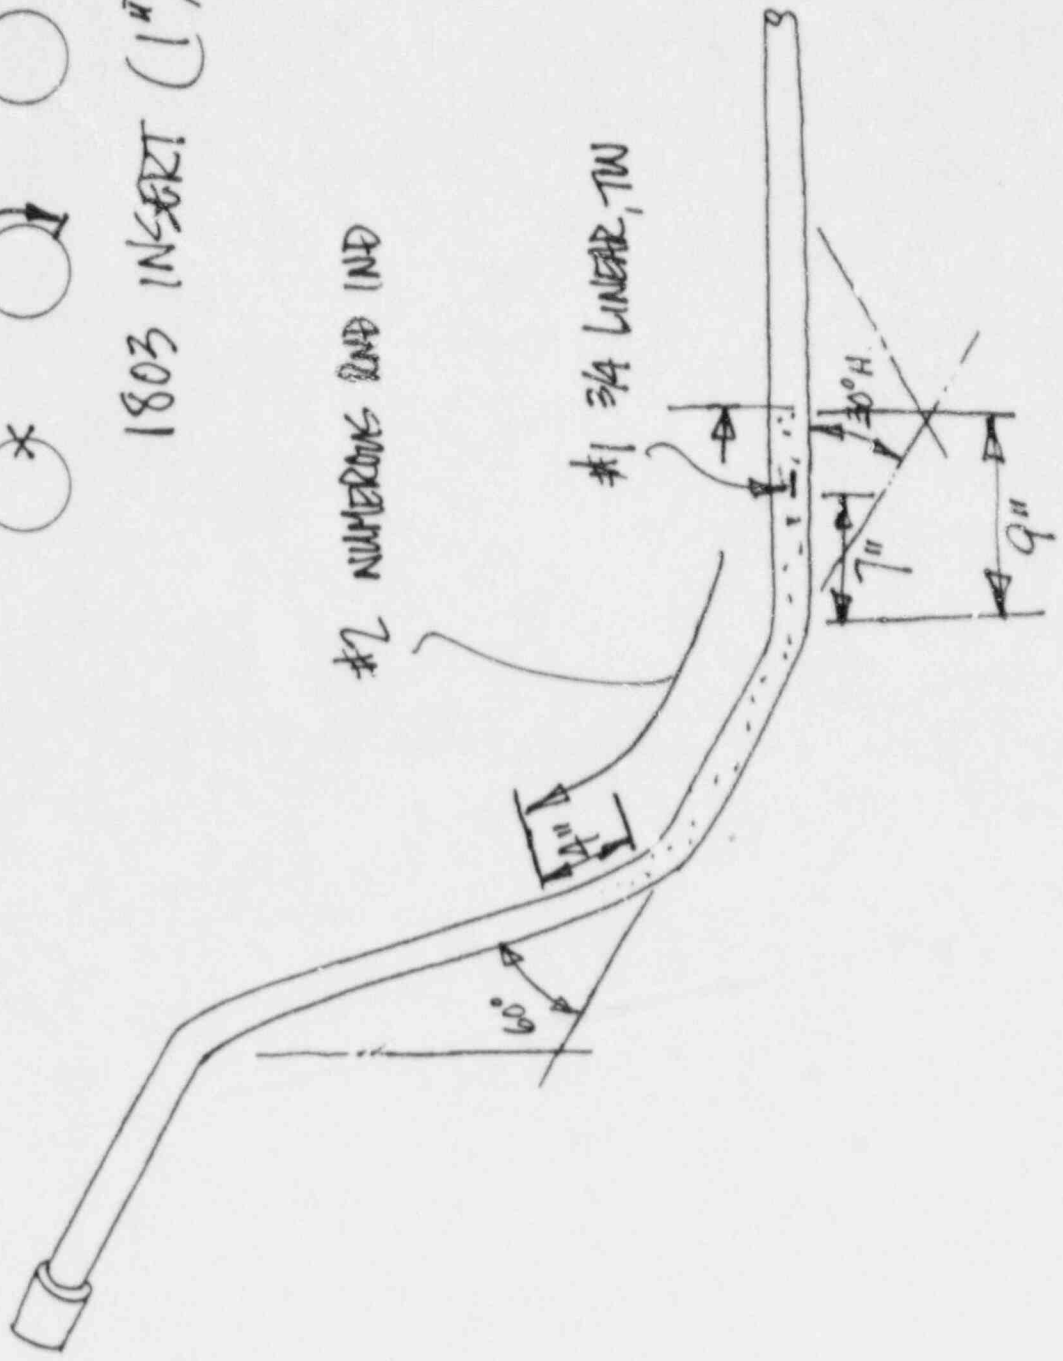 1803 INSERT (1"
#2 NUMEROUS RND IND
#1 3/4 LINEAR, TW
4"
60°
30°H
7"
9"